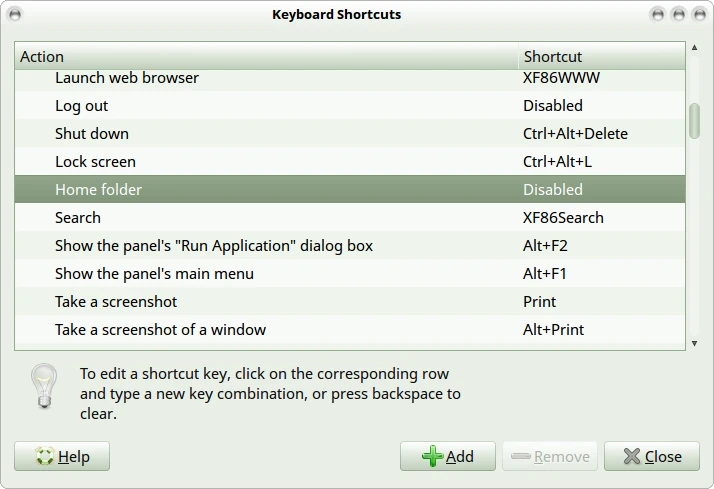 Keyboard Shortcuts
Action Shortcut
Launch web browser XF86WWW
Log out Disabled
Shut down Ctrl+Alt+Delete
Lock screen Ctrl+Alt+L
Home folder Disabled
Search XF86Search
Show the panel's "Run Application" dialog box Alt+F2
Show the panel's main menu Alt+F1
Take a screenshot Print
Take a screenshot of a window Alt+Print
To edit a shortcut key, click on the corresponding row
and type a new key combination, or press backspace to
clear.
Help Add Remove Close